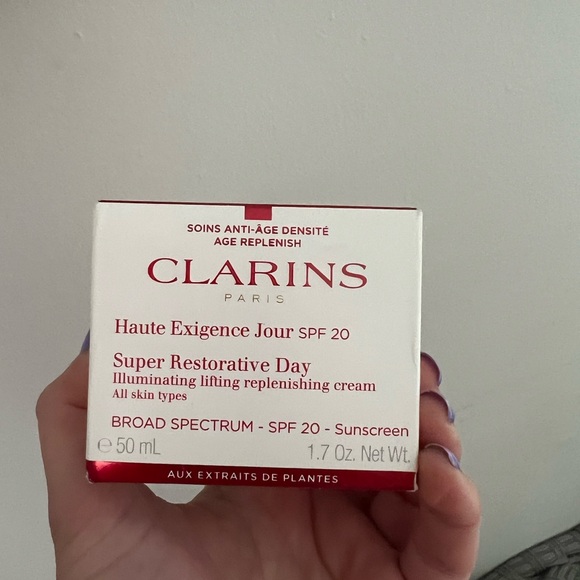 SOINS ANTI-ÂGE DENSITÉ
AGE REPLENISH
CLARINS
PARIS
Haute Exigence Jour SPF 20
Super Restorative Day
Illuminating lifting replenishing cream
All skin types
BROAD SPECTRUM - SPF 20 - Sunscreen
℮ 50 mL 1.7 Oz. Net Wt.
AUX EXTRAITS DE PLANTES